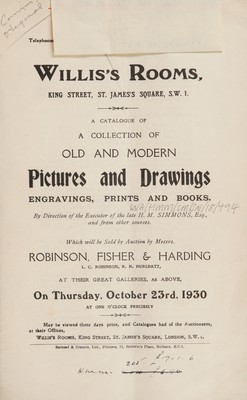 Telephone
WILLIS'S ROOMS,
KING STREET, ST. JAMES'S SQUARE, S.W. 1.
A CATALOGUE OF
A COLLECTION OF
OLD AND MODERN
Pictures and Drawings
ENGRAVINGS, PRINTS AND BOOKS.
By Direction of the Executor of the late H. M. SIMMONS, Esq.,
and from other sources.
Which will be Sold by Auction by Messrs.
ROBINSON, FISHER & HARDING
L. C. ROBINSON, R. N. HURLBATT,
AT THEIR GREAT GALLERIES, AS ABOVE,
On Thursday, October 23rd, 1930
AT ONE O'CLOCK PRECISELY
May be viewed three days prior, and Catalogues had of the Auctioneers,
at their Offices,
WILLIS'S ROOMS, KING STREET, ST. JAMES'S SQUARE, LONDON, S.W. 1.